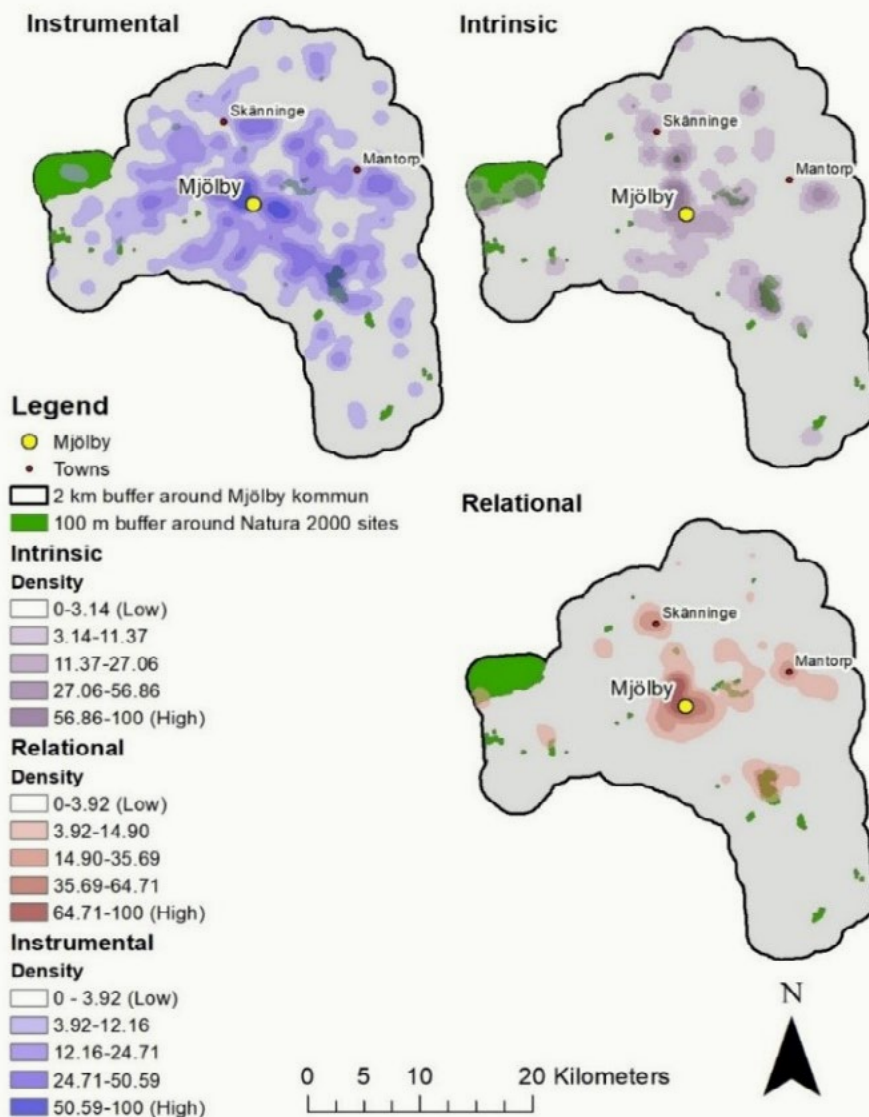 Instrumental
Skänninge
Mantorp
Mjölby
Intrinsic
Skänninge
Mantorp
Mjölby
Legend
Mjölby
Towns
2 km buffer around Mjölby kommun
100 m buffer around Natura 2000 sites
Intrinsic
Density
0-3.14 (Low)
3.14-11.37
11.37-27.06
27.06-56.86
56.86-100 (High)
Relational
Density
0-3.92 (Low)
3.92-14.90
14.90-35.69
35.69-64.71
64.71-100 (High)
Instrumental
Density
0 - 3.92 (Low)
3.92-12.16
12.16-24.71
24.71-50.59
50.59-100 (High)
Relational
Skänninge
Mantorp
Mjölby
N
0 5 10 20 Kilometers